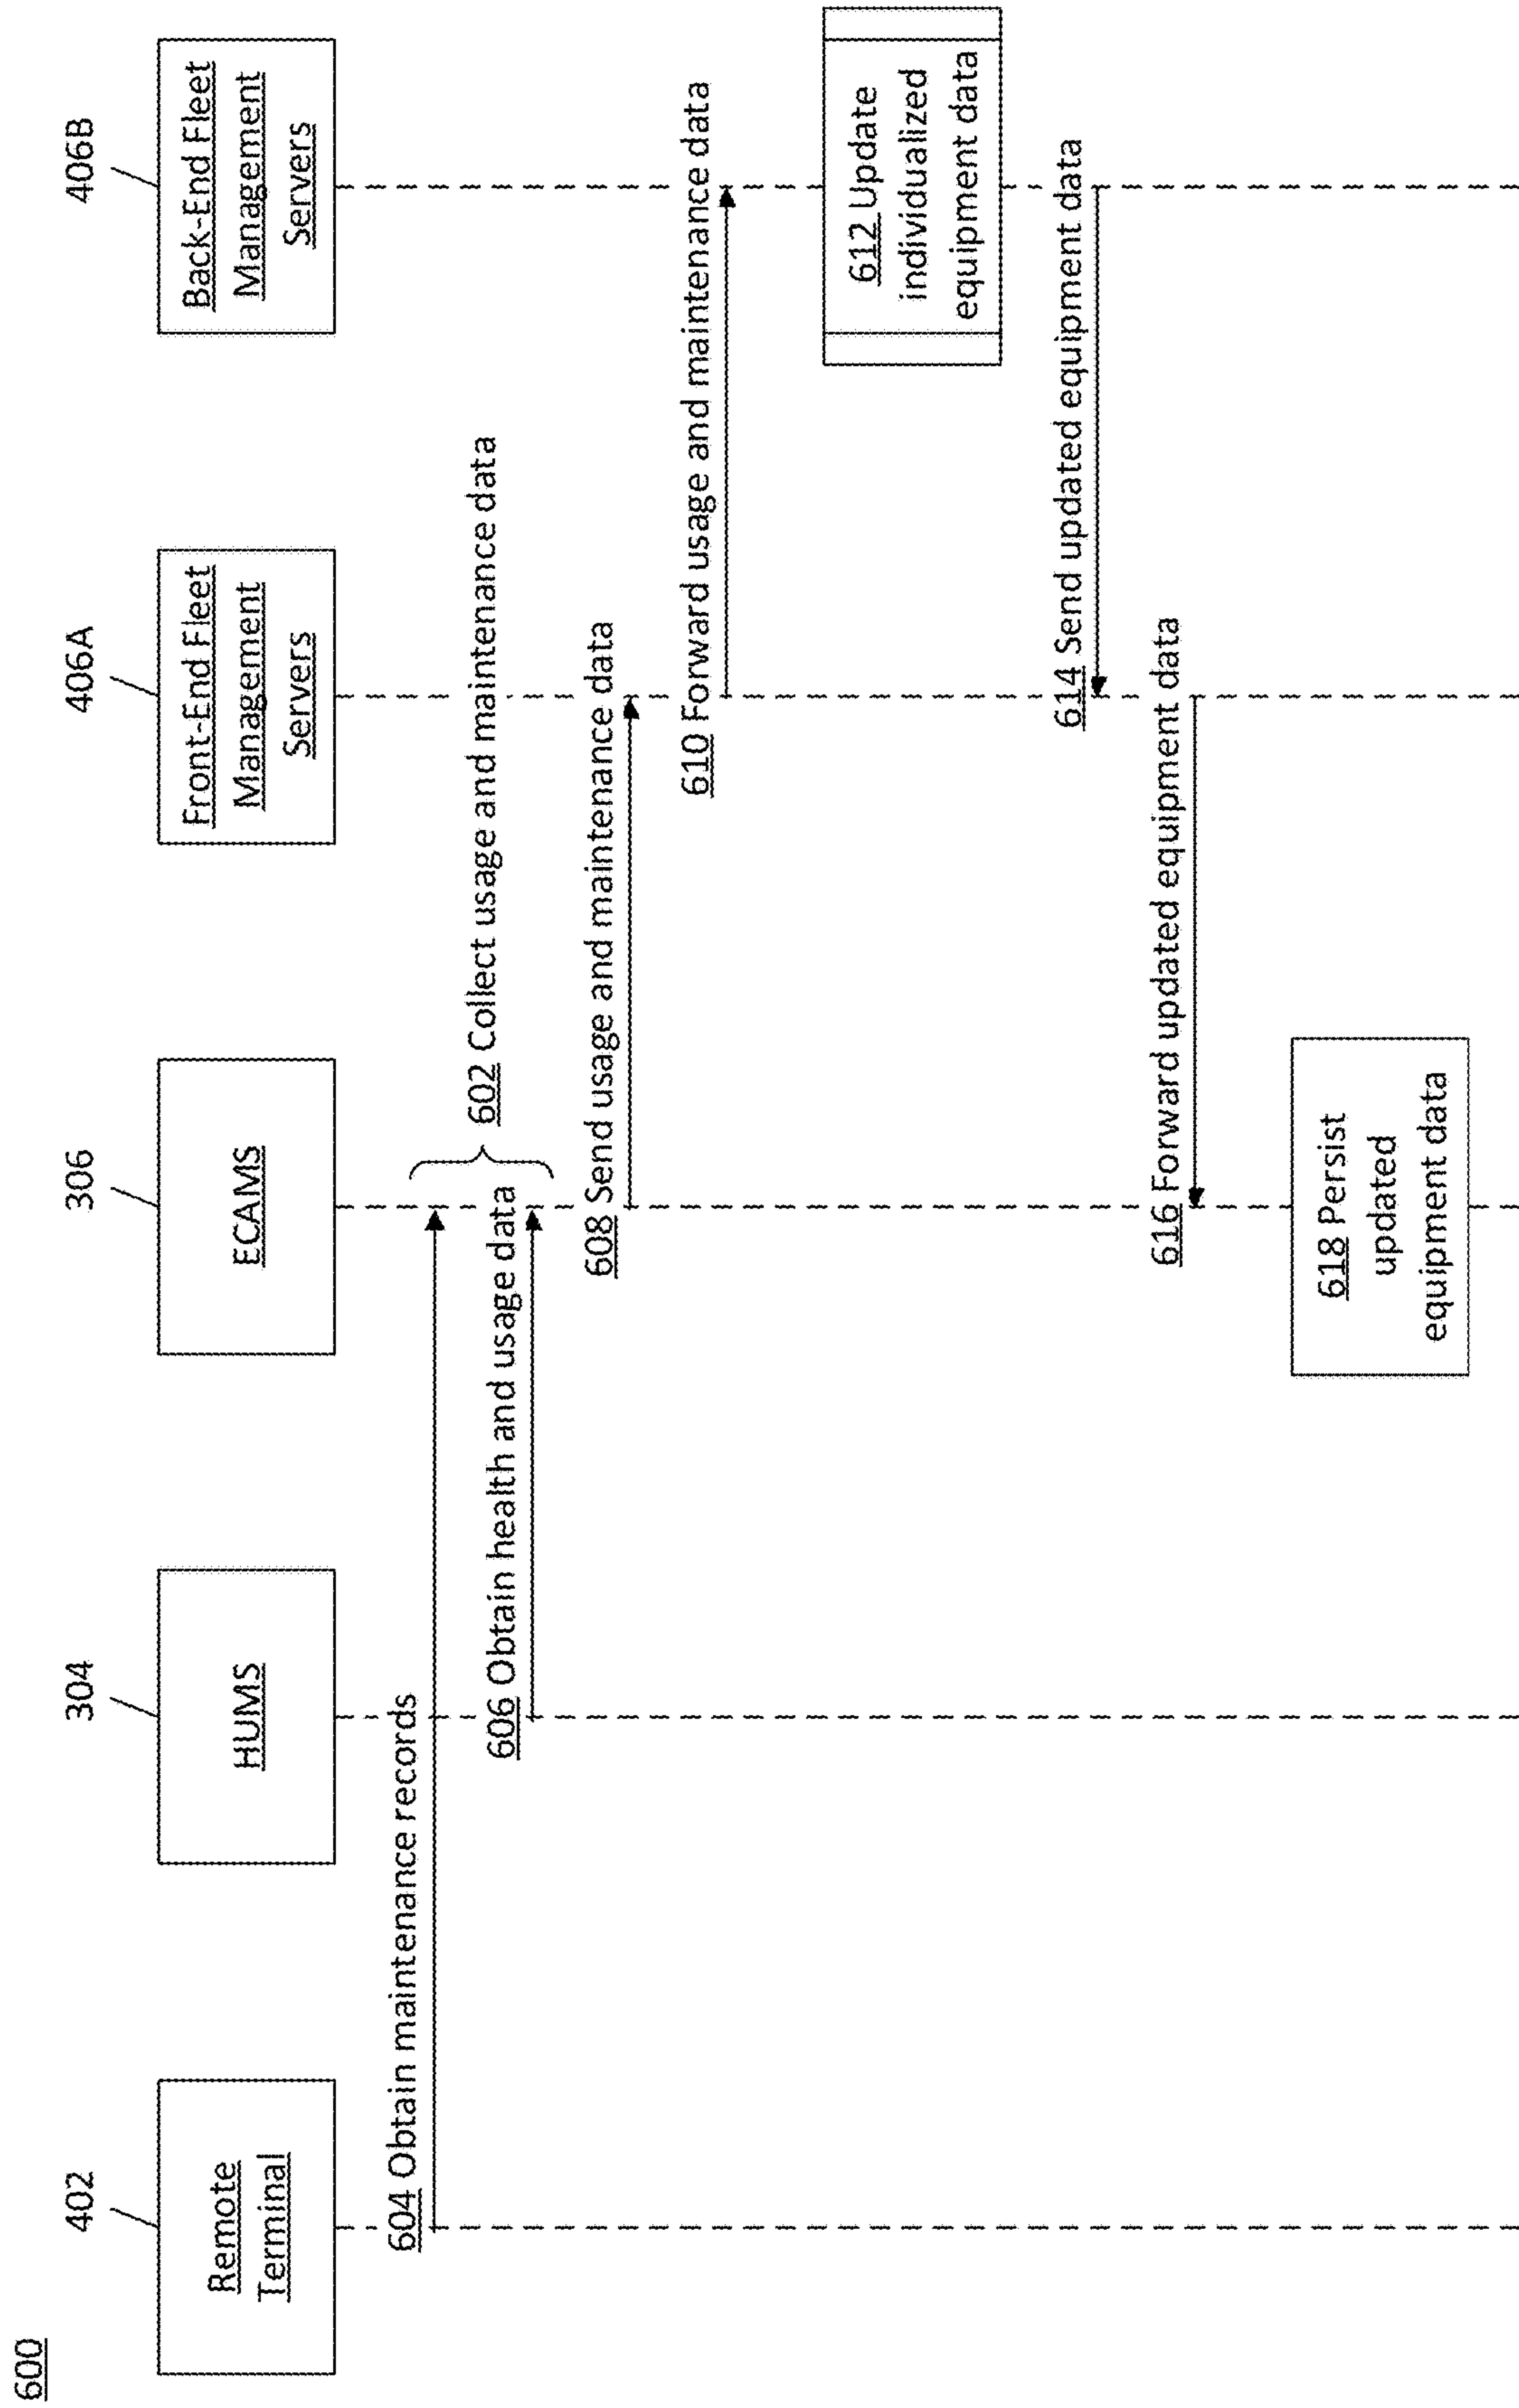 600
402
304
306
406A
406B
Remote
Terminal
HUMS
ECAMS
Front-End Fleet
Management
Servers
Back-End Fleet
Management
Servers
604 Obtain maintenance records
602 Collect usage and maintenance data
606 Obtain health and usage data
608 Send usage and maintenance data
610 Forward usage and maintenance data
612 Update
individualized
equipment data
614 Send updated equipment data
616 Forward updated equipment data
618 Persist
updated
equipment data